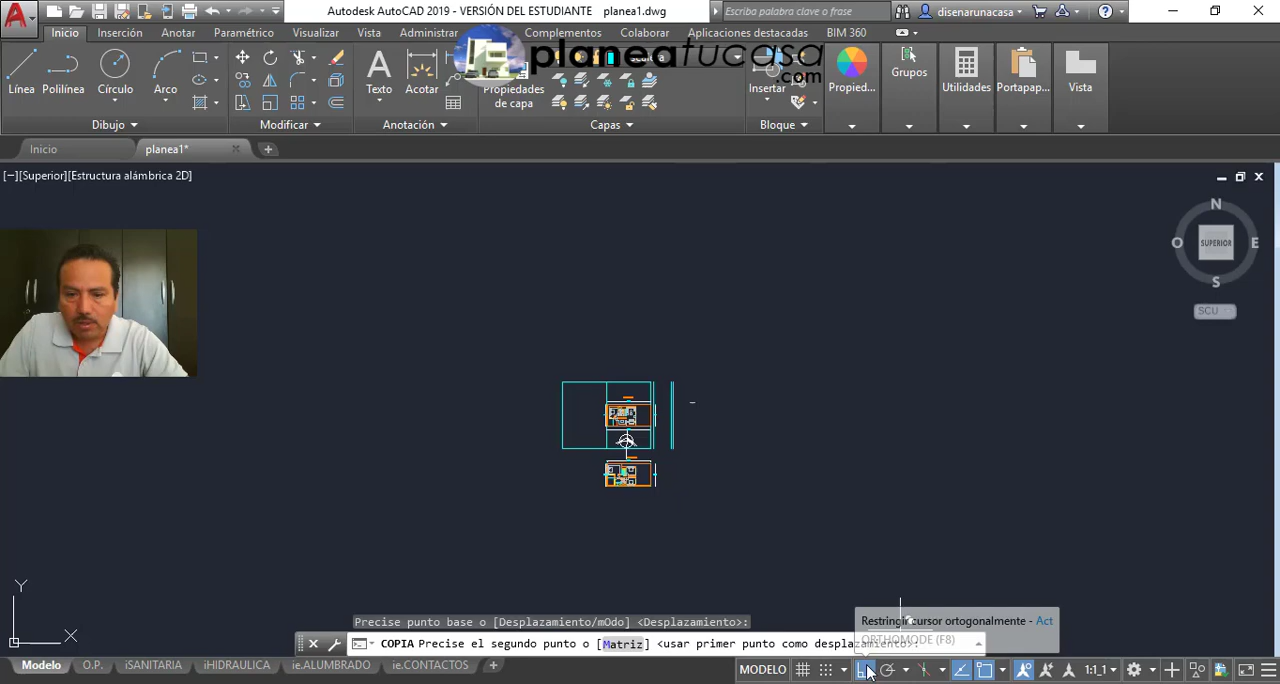 Autodesk AutoCAD 2019 - VERSIÓN DEL ESTUDIANTE planea1.dwg
Escriba palabra clave o frase
disenarunacasa
Inicio Inserción Anotar Paramétrico Visualizar Vista Administrar Complementos Colaborar Aplicaciones destacadas BIM 360
planeatucasa
.com
Línea Polilínea Círculo Arco
Texto Acotar
Propiedades
de capa
Insertar
Propied... Grupos Utilidades Portapap... Vista
Dibujo Modificar Anotación Capas Bloque
Inicio planea1*
[−][Superior][Estructura alámbrica 2D]
N
O SUPERIOR E
S
SCU
Y
X
Precise punto base o [Desplazamiento/mOdo] <Desplazamiento>:
Restringir cursor ortogonalmente - Act
ORTHOMODE (F8)
COPIA Precise el segundo punto o [Matriz] <usar primer punto como desplazamiento>:
Modelo O.P. iSANITARIA iHIDRAULICA ie.ALUMBRADO ie.CONTACTOS
MODELO 1:1_1